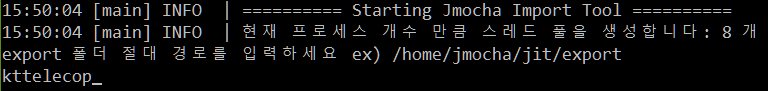 15:50:04 [main] INFO  | ========== Starting Jmocha Import Tool ==========
15:50:04 [main] INFO  | 현재 프로세스 개수 만큼 스레드 풀을 생성합니다: 8 개
export 폴더 절대 경로를 입력하세요 ex) /home/jmocha/jit/export
kttelecop_